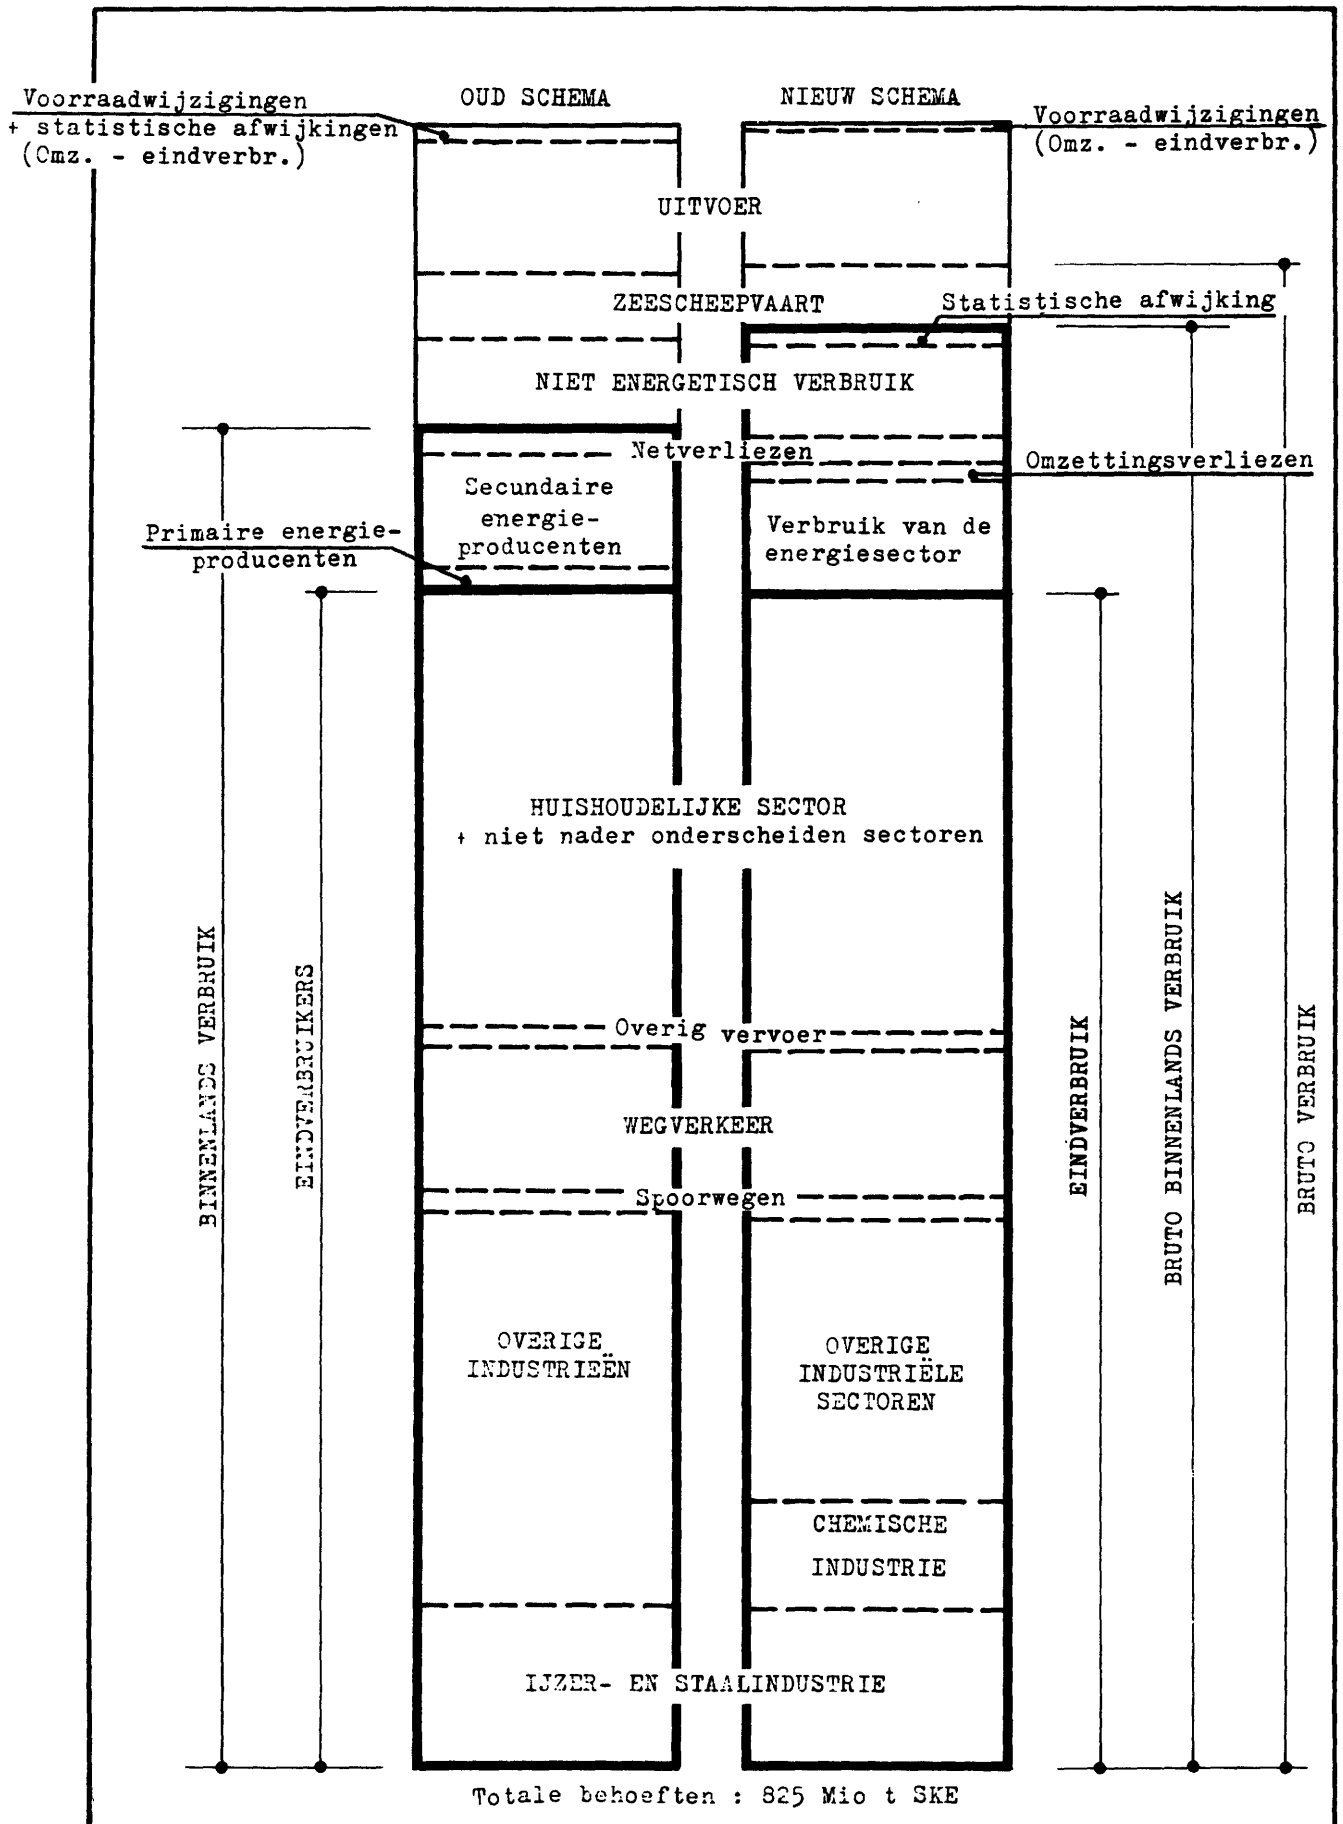 OUD SCHEMA
NIEUW SCHEMA
Voorraadwijzigingen
+ statistische afwijkingen
(Omz. - eindverbr.)
Voorraadwijzigingen
(Omz. - eindverbr.)
UITVOER
ZEESCHEEPVAART
Statistische afwijking
NIET ENERGETISCH VERBRUIK
Netverliezen
Omzettingsverliezen
Secundaire
energie-
producenten
Verbruik van de
energiesector
Primaire energie-
producenten
HUISHOUDELIJKE SECTOR
+ niet nader onderscheiden sectoren
BINNENLANDS VERBRUIK
EINDVERBRUIKERS
EINDVERBRUIK
BRUTO BINNENLANDS VERBRUIK
BRUTO VERBRUIK
Overig vervoer
WEGVERKEER
Spoorwegen
OVERIGE
INDUSTRIEËN
OVERIGE
INDUSTRIËLE
SECTOREN
CHEMISCHE
INDUSTRIE
IJZER- EN STAALINDUSTRIE
Totale behoeften : 825 Mio t SKE